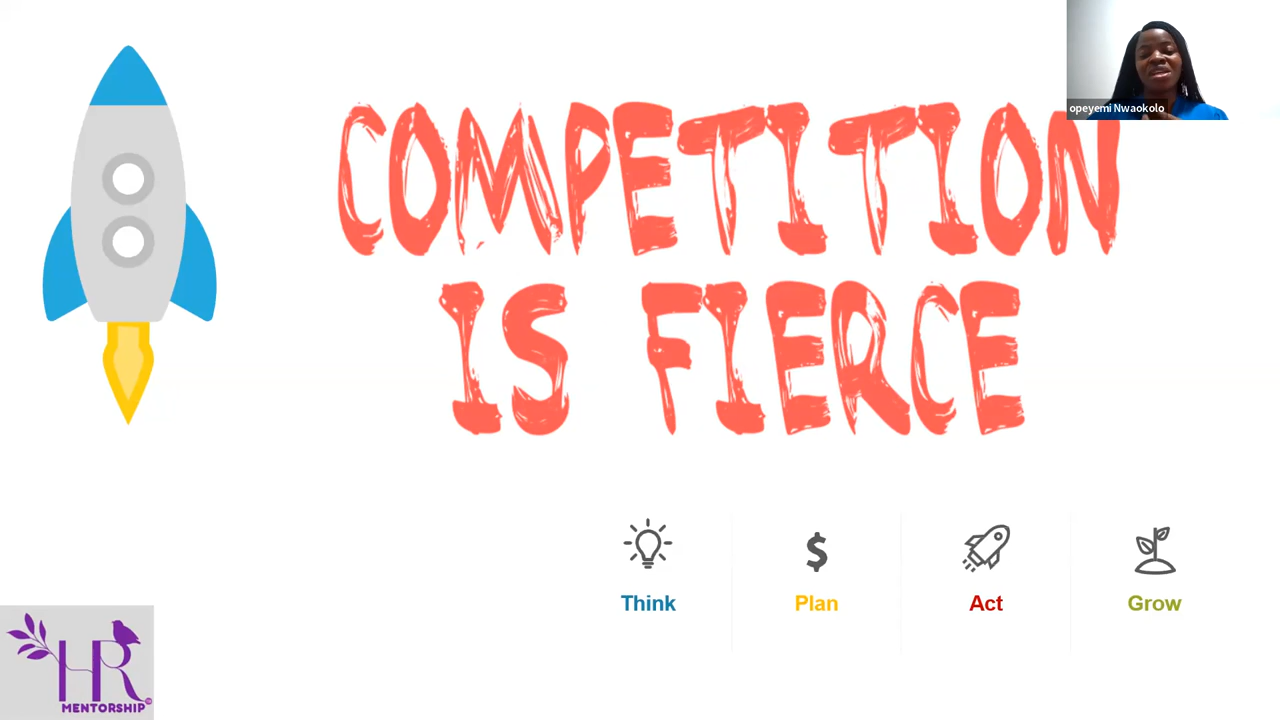 opeyemi Nwaokolo
COMPETITION
IS FIERCE
$
Think
Plan
Act
Grow
HR
MENTORSHIP